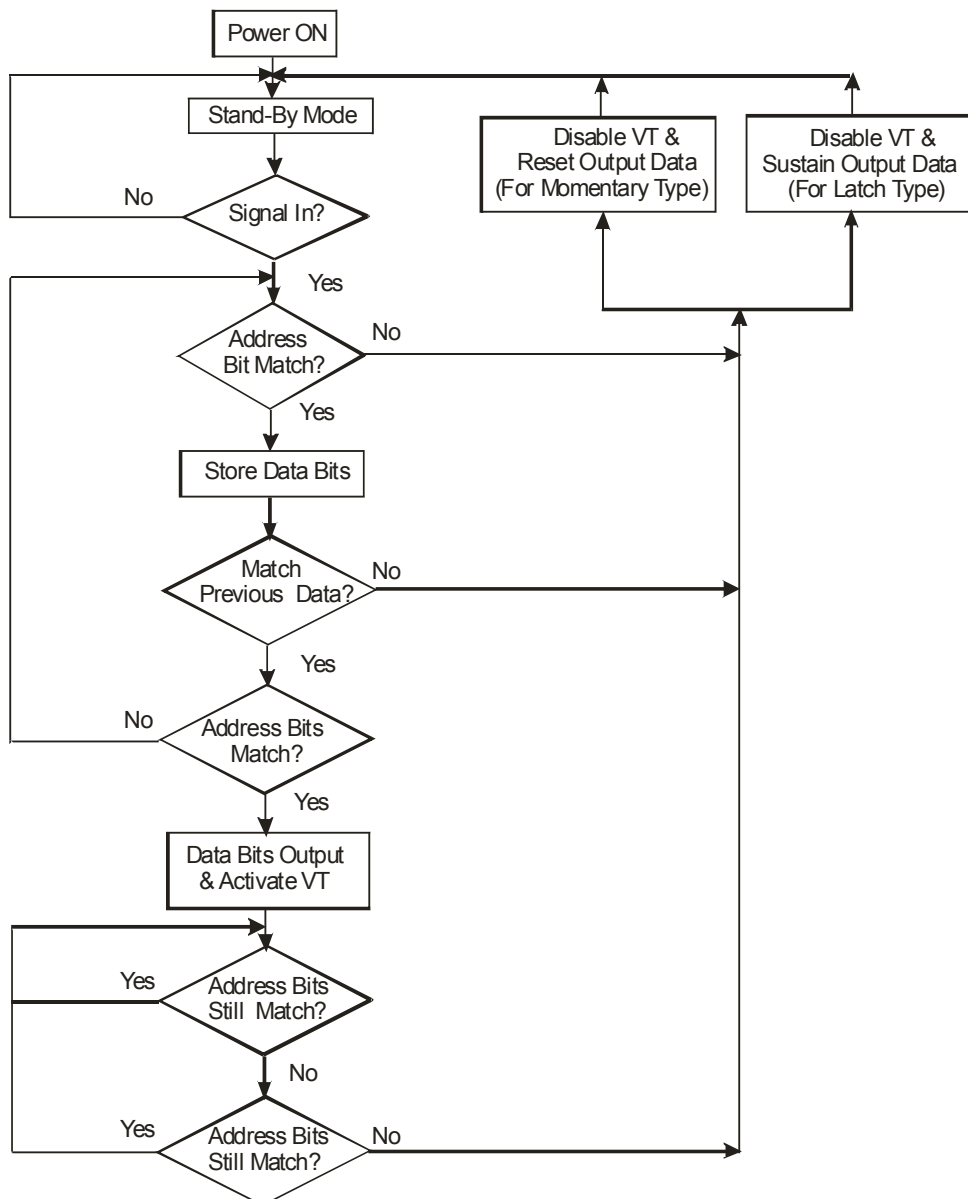 Power ON
Stand-By Mode
Disable VT &
Reset Output Data
(For Momentary Type)
Disable VT &
Sustain Output Data
(For Latch Type)
No
Signal In?
Yes
Address
Bit Match?
No
Yes
Store Data Bits
Match
Previous Data?
No
Yes
No
Address Bits
Match?
Yes
Data Bits Output
& Activate VT
Yes
Address Bits
Still Match?
No
Yes
Address Bits
Still Match?
No